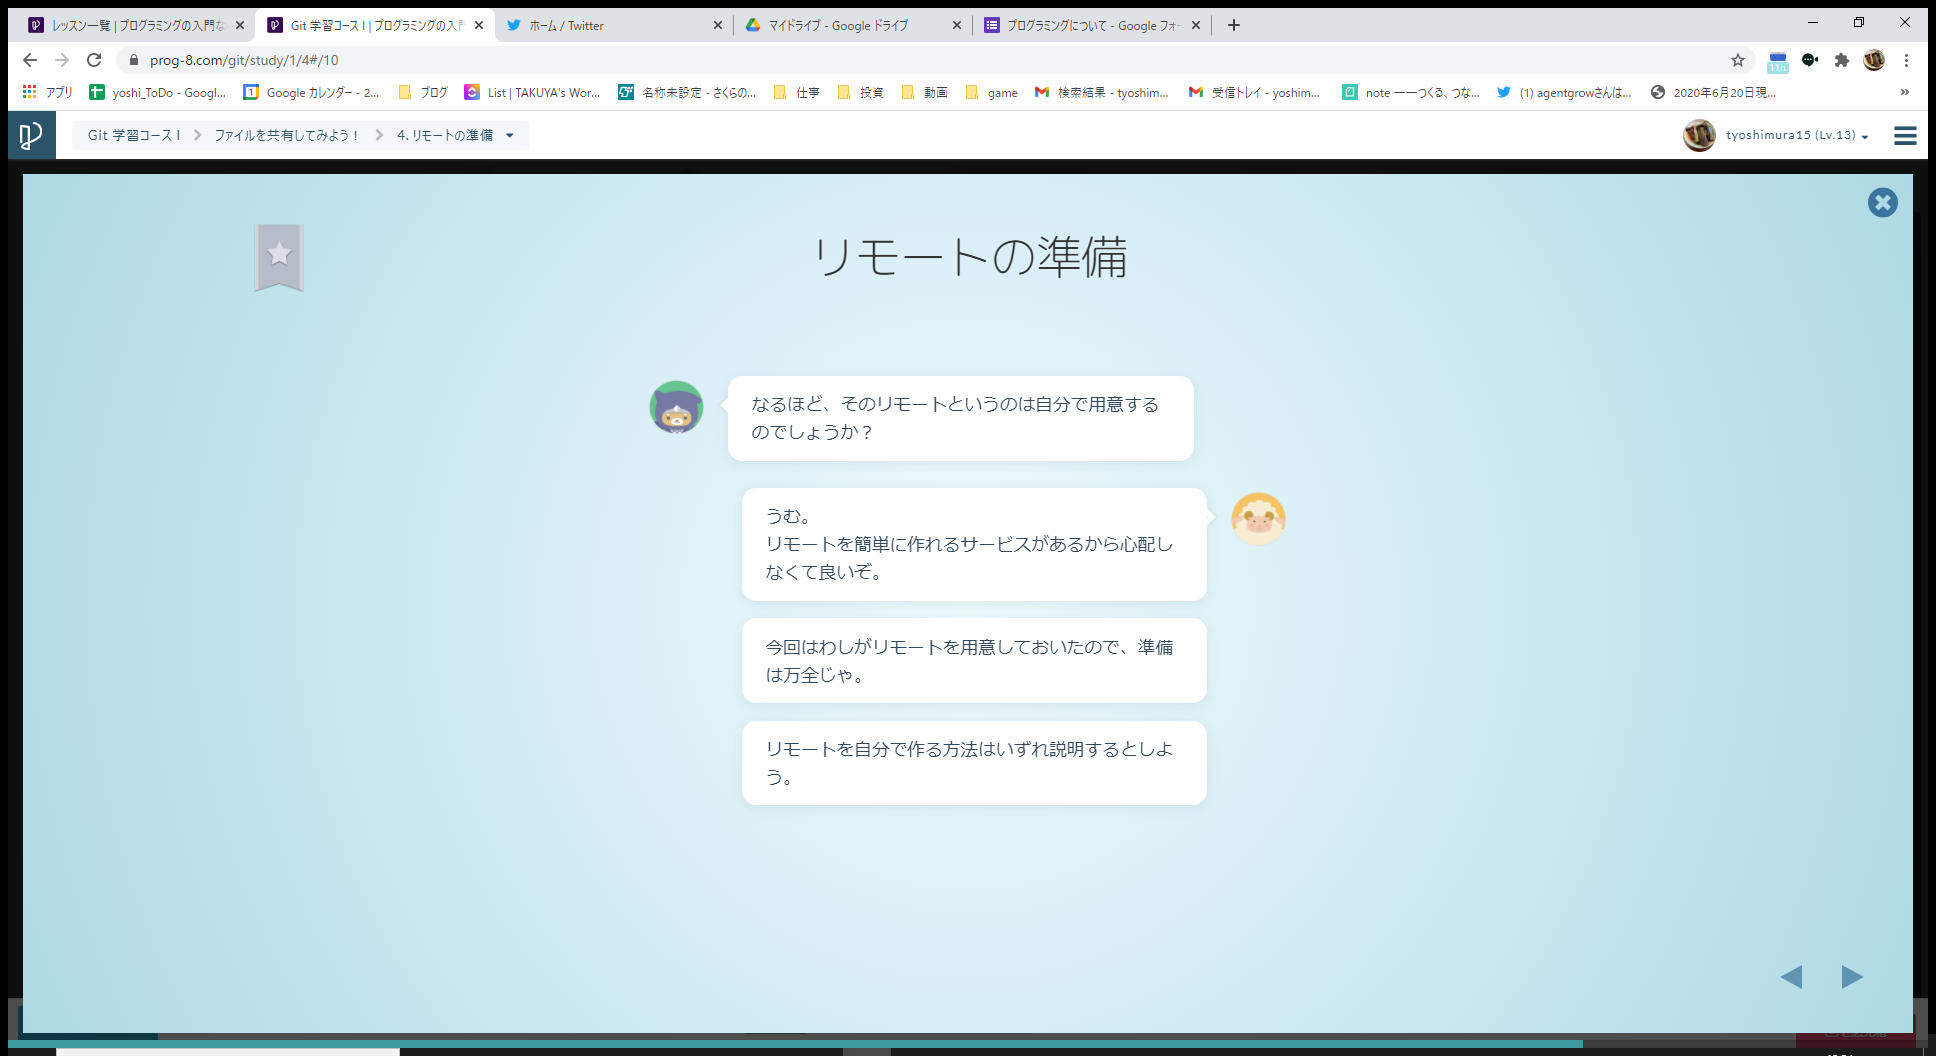 レッスン一覧 | プログラミングの入門な
Git 学習コース I | プログラミングの入門
ホーム / Twitter
マイドライブ - Google ドライブ
プログラミングについて - Google フォー
prog-8.com/git/study/1/4#/10
11h
アプリ
yoshi_ToDo - Googl...
Google カレンダー - 2...
ブログ
List | TAKUYA's Wor...
名称未設定 - さくらの...
仕事
投資
動画
game
検索結果 - tyoshim...
受信トレイ - yoshim...
note ――つくる、つな...
(1) agentgrowさんは...
2020年6月20日現...
»
Git 学習コース I
ファイルを共有してみよう！
4. リモートの準備
tyoshimura15 (Lv.13)
リモートの準備
なるほど、そのリモートというのは自分で用意する
のでしょうか？
うむ。
リモートを簡単に作れるサービスがあるから心配し
なくて良いぞ。
今回はわしがリモートを用意しておいたので、準備
は万全じゃ。
リモートを自分で作る方法はいずれ説明するとしよ
う。